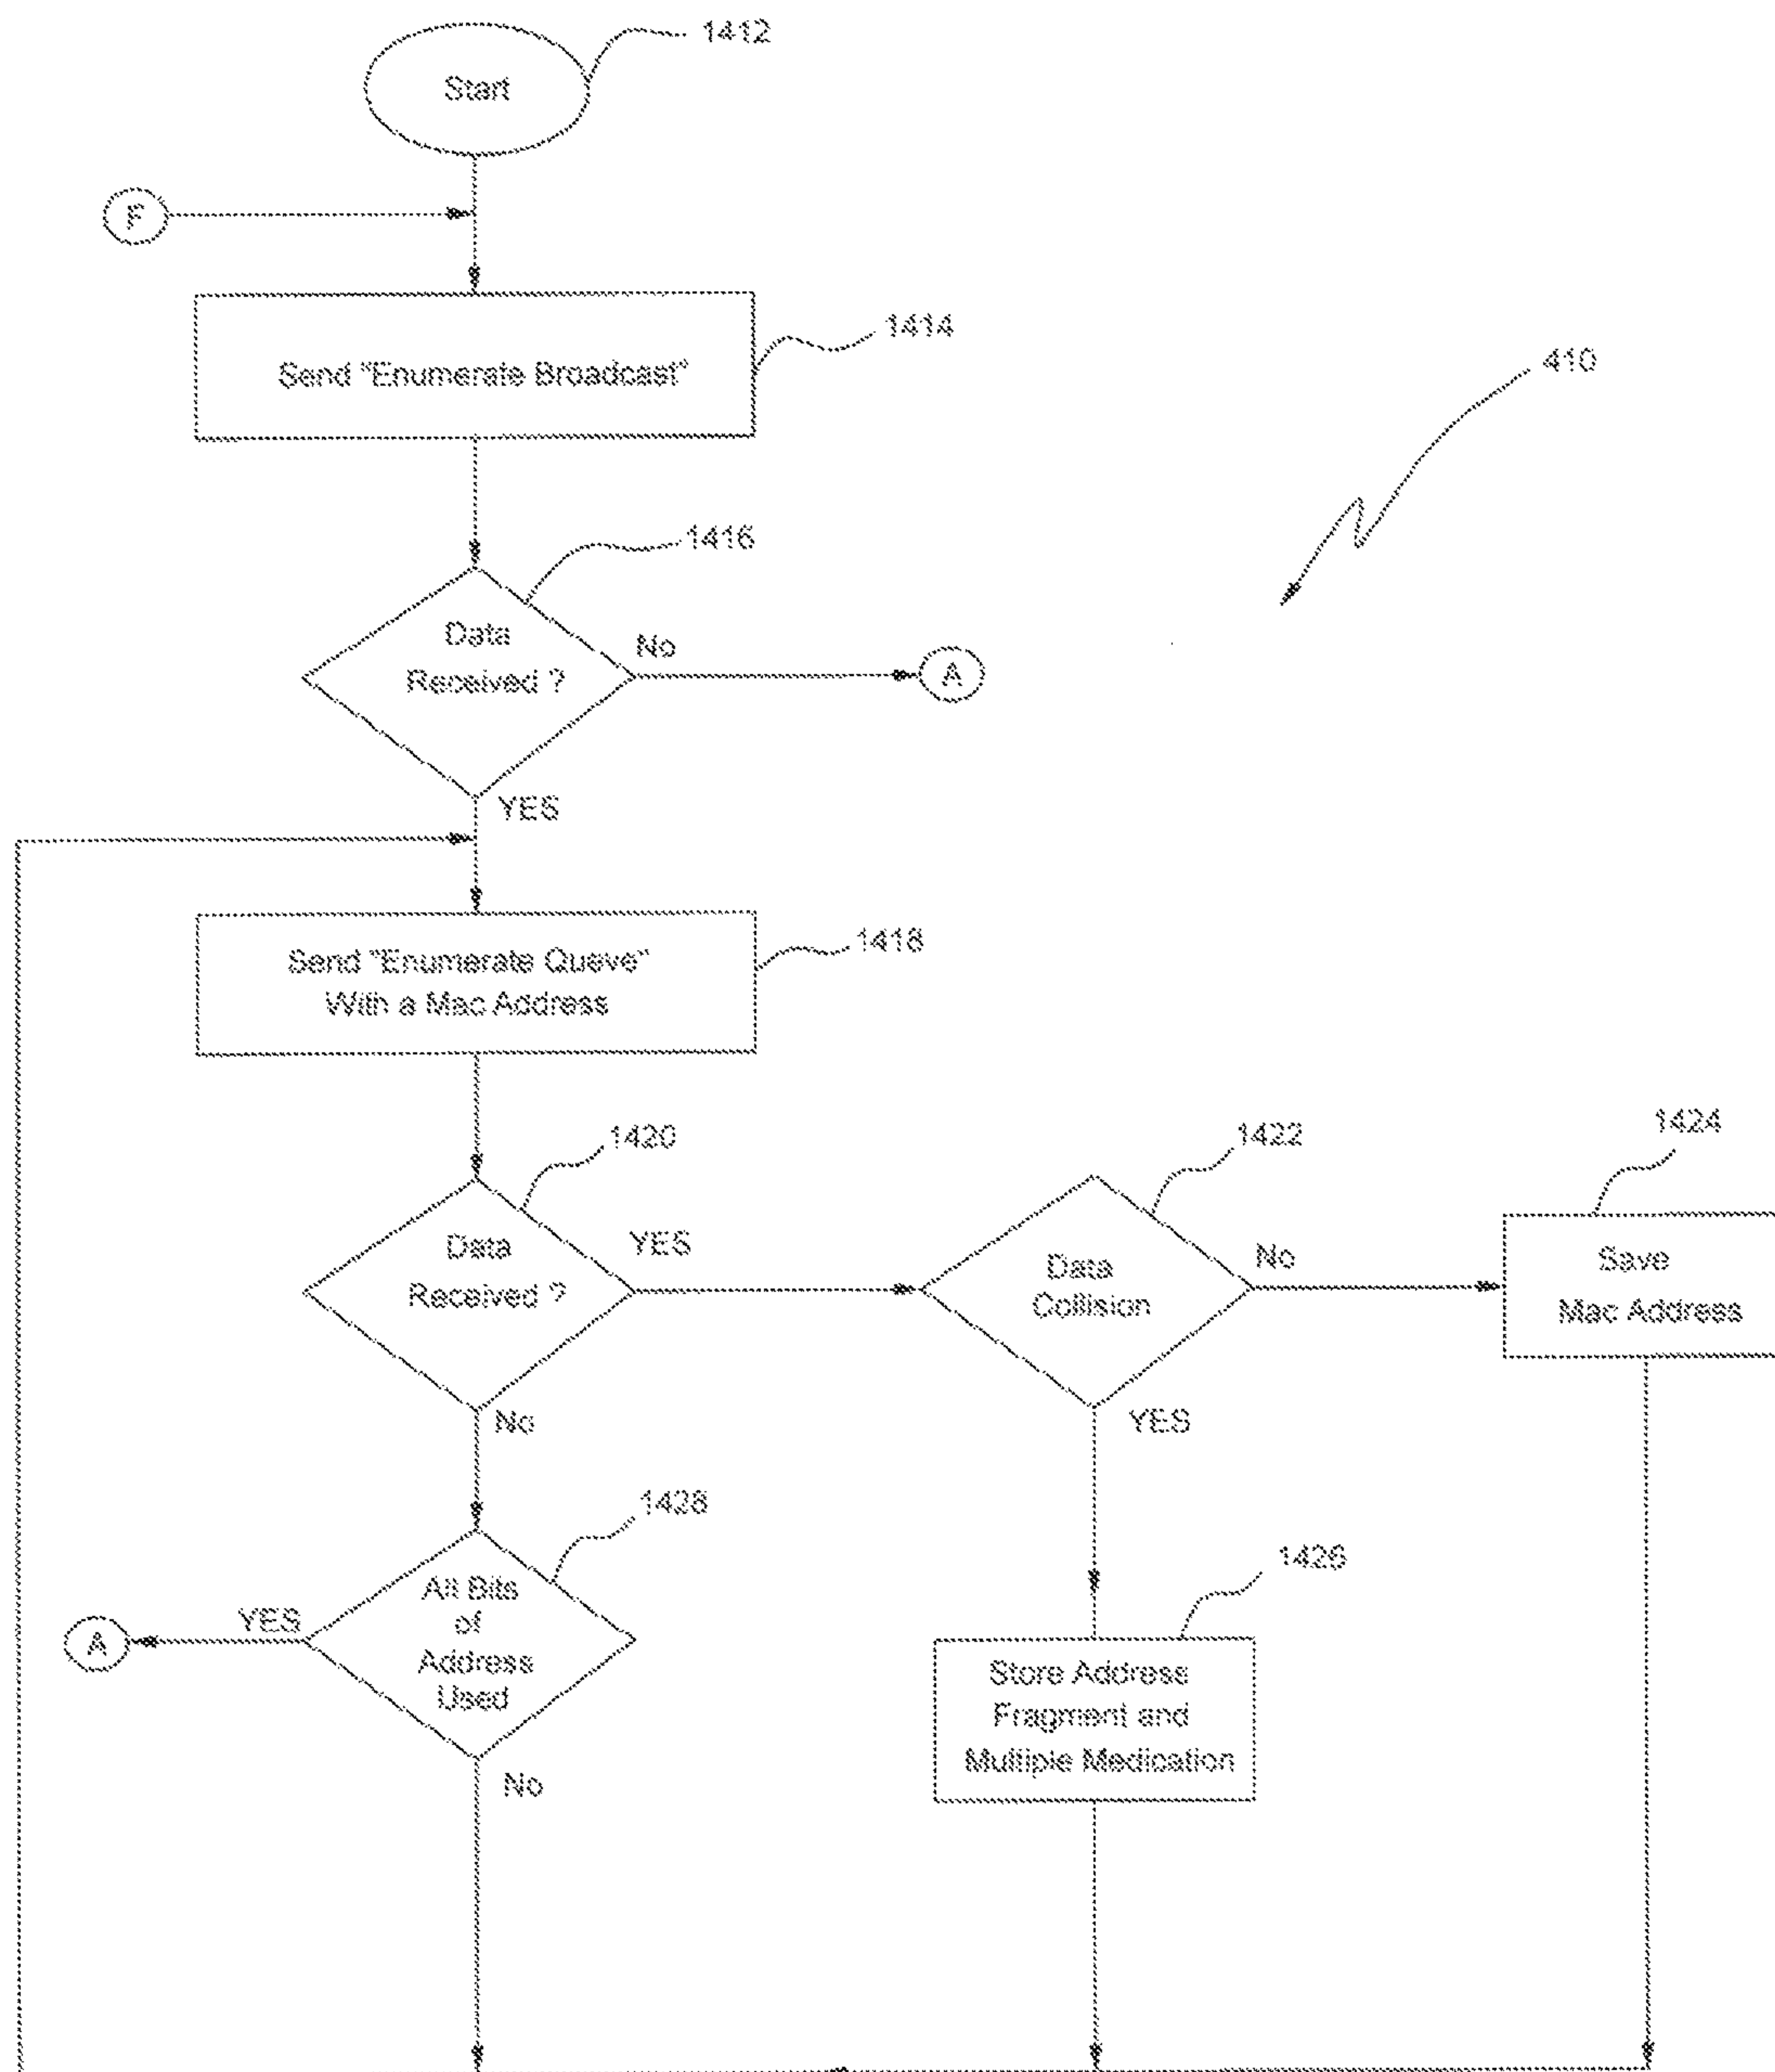 1412
Start
F
1414
Send "Enumerate Broadcast"
410
1416
Data
Received ?
No
A
YES
1418
Send "Enumerate Queve"
With a Mac Address
1420
1422
1424
Data
Received ?
YES
Data
Collision
No
Save
Mac Address
No
YES
1428
1426
All Bits
of
Address
Used
YES
A
Store Address
Fragment and
Multiple Medication
No